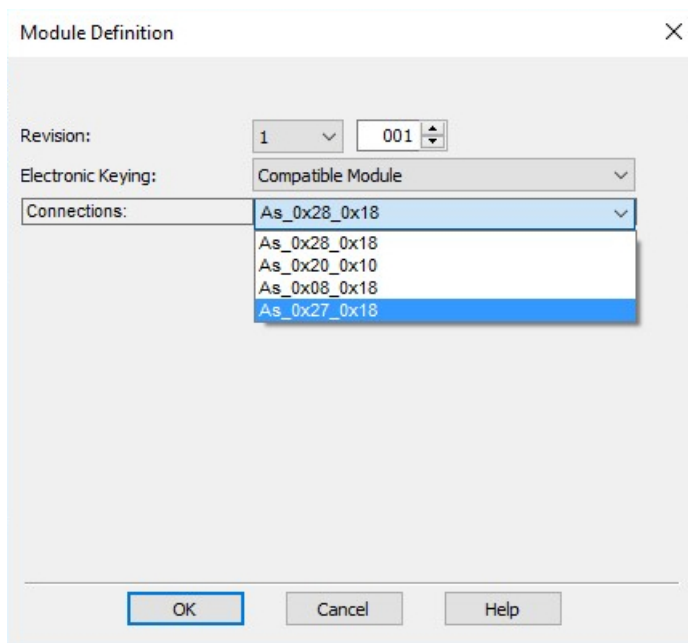 Module Definition
Revision: 1 001
Electronic Keying: Compatible Module
Connections: As_0x28_0x18
As_0x28_0x18
As_0x20_0x10
As_0x08_0x18
As_0x27_0x18
OK Cancel Help